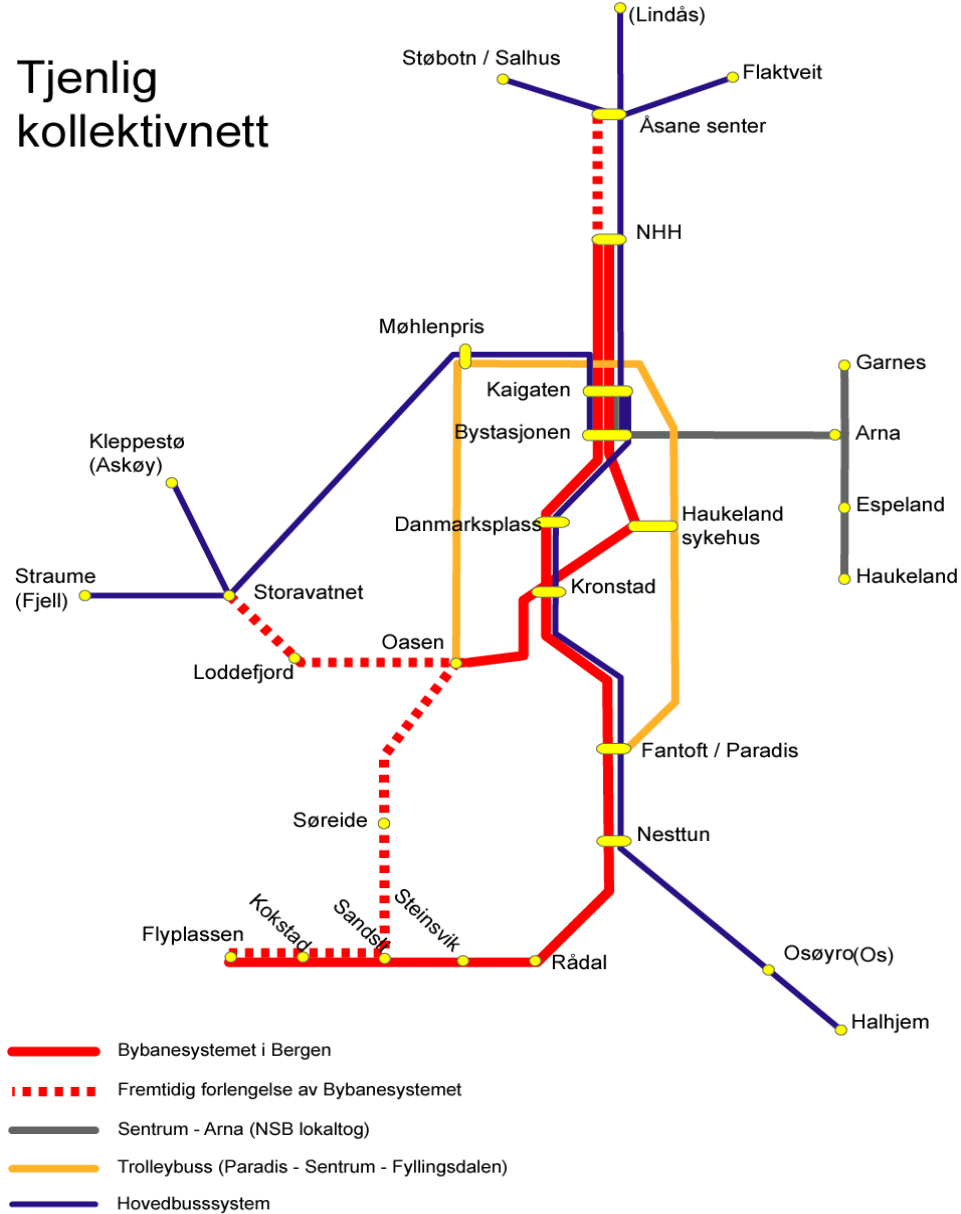 Tjenlig
kollektivnett
(Lindås)
Støbotn / Salhus
Flaktveit
Åsane senter
NHH
Møhlenpris
Kaigaten
Garnes
Bystasjonen
Arna
Kleppestø
(Askøy)
Danmarksplass
Haukeland
sykehus
Espeland
Straume
(Fjell)
Storavatnet
Kronstad
Haukeland
Oasen
Loddefjord
Fantoft / Paradis
Søreide
Nesttun
Flyplassen
Kokstad
Sandsli
Steinsvik
Rådal
Osøyro(Os)
Halhjem
Bybanesystemet i Bergen
Fremtidig forlengelse av Bybanesystemet
Sentrum - Arna (NSB lokaltog)
Trolleybuss (Paradis - Sentrum - Fyllingsdalen)
Hovedbusssystem